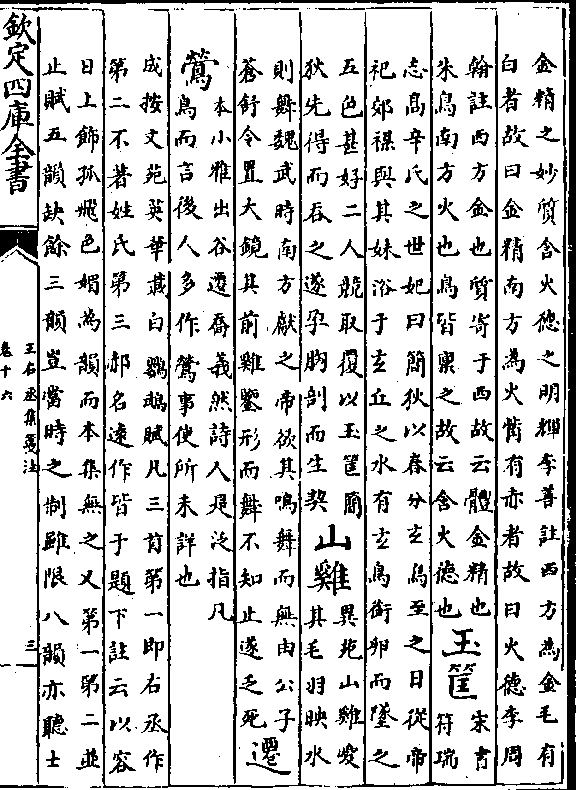 金精之妙質含火德之明輝李善註西方為金毛有
白者故曰金精南方為火觜有赤者故曰火德李周
翰註西方金也質寄于西故云體金精也
朱鳥南方火也鳥皆稟之故云含火德也
玉筐
宋書
符瑞
志高辛氏之世妃曰簡狄以春分玄鳥至之日從帝
祀郊禖與其妹浴于玄丘之水有玄鳥銜卵而墜之
五色甚好二人競取覆以玉筐簡
狄先得而吞之遂孕胸剖而生契
山雞
異苑山雞愛
其毛羽映水
則舞魏武時南方獻之帝欲其鳴舞而無由公子
蒼舒令置大鏡其前雞鑒形而舞不知止遂乏死
遷
鶯
本小雅出谷遷喬義然詩人是泛指凡
鳥而言後人多作鶯事使所未詳也
成按文苑英華載白鸚鵡賦凡三首第一即右丞作
第二不著姓氏第三郝名遠作皆于題下註云以容
日上飾孤飛色媚為韻而本集無之又第一第二並
止賦五韻缺餘三韻豈當時之制雖限八韻亦聽士
欽定四庫全書
王右丞集箋注
卷十六
三